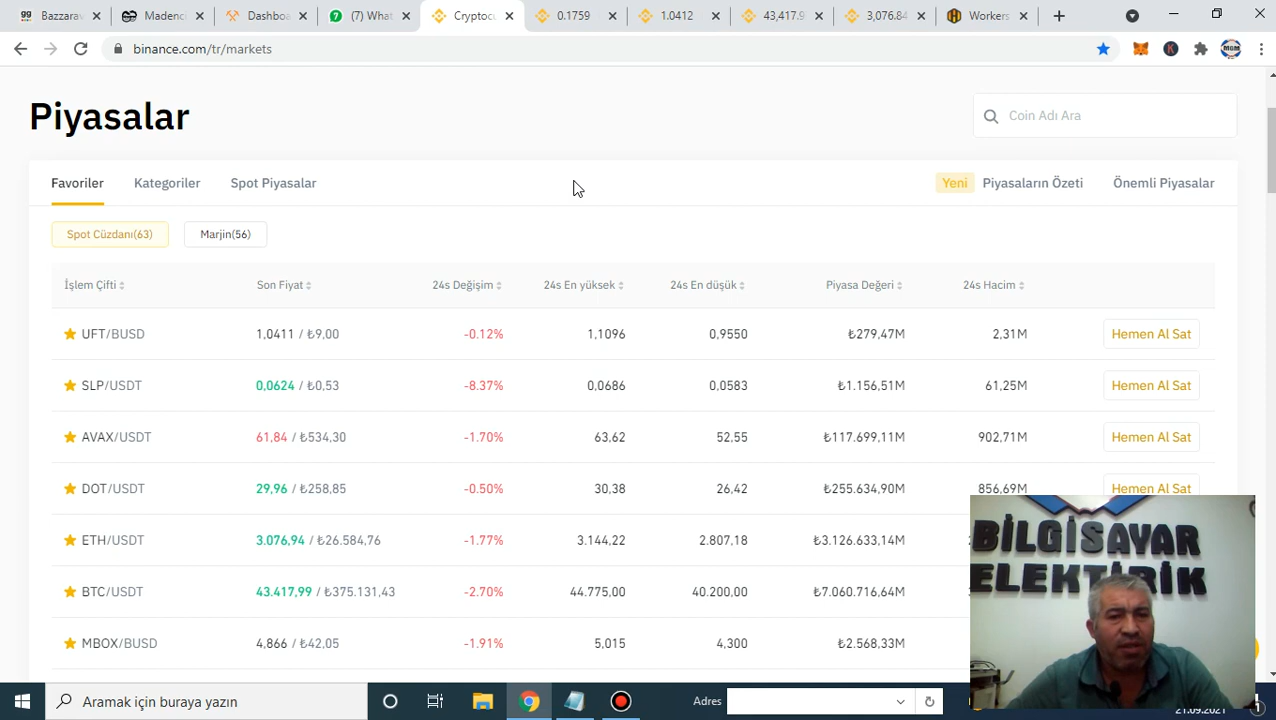 Bazzarav
Madenci
Dashboa
(7) What
Cryptocu
0.1759
1.0412
43,417.9
3,076.84
Workers
binance.com/tr/markets
Piyasalar
Coin Adı Ara
Favoriler Kategoriler Spot Piyasalar Yeni Piyasaların Özeti Önemli Piyasalar
Spot Cüzdanı(63) Marjin(56)
İşlem Çifti Son Fiyat 24s Değişim 24s En yüksek 24s En düşük Piyasa Değeri 24s Hacim
UFT/BUSD 1,0411 / ₺9,00 -0.12% 1,1096 0,9550 ₺279,47M 2,31M Hemen Al Sat
SLP/USDT 0,0624 / ₺0,53 -8.37% 0,0686 0,0583 ₺1.156,51M 61,25M Hemen Al Sat
AVAX/USDT 61,84 / ₺534,30 -1.70% 63,62 52,55 ₺117.699,11M 902,71M Hemen Al Sat
DOT/USDT 29,96 / ₺258,85 -0.50% 30,38 26,42 ₺255.634,90M 856,69M Hemen Al Sat
ETH/USDT 3.076,94 / ₺26.584,76 -1.77% 3.144,22 2.807,18 ₺3.126.633,14M
BTC/USDT 43.417,99 / ₺375.131,43 -2.70% 44.775,00 40.200,00 ₺7.060.716,64M
MBOX/BUSD 4,866 / ₺42,05 -1.91% 5,015 4,300 ₺2.568,33M
BİLGİSAYAR
ELEKTİRİK
Aramak için buraya yazın
Adres
21.09.2021